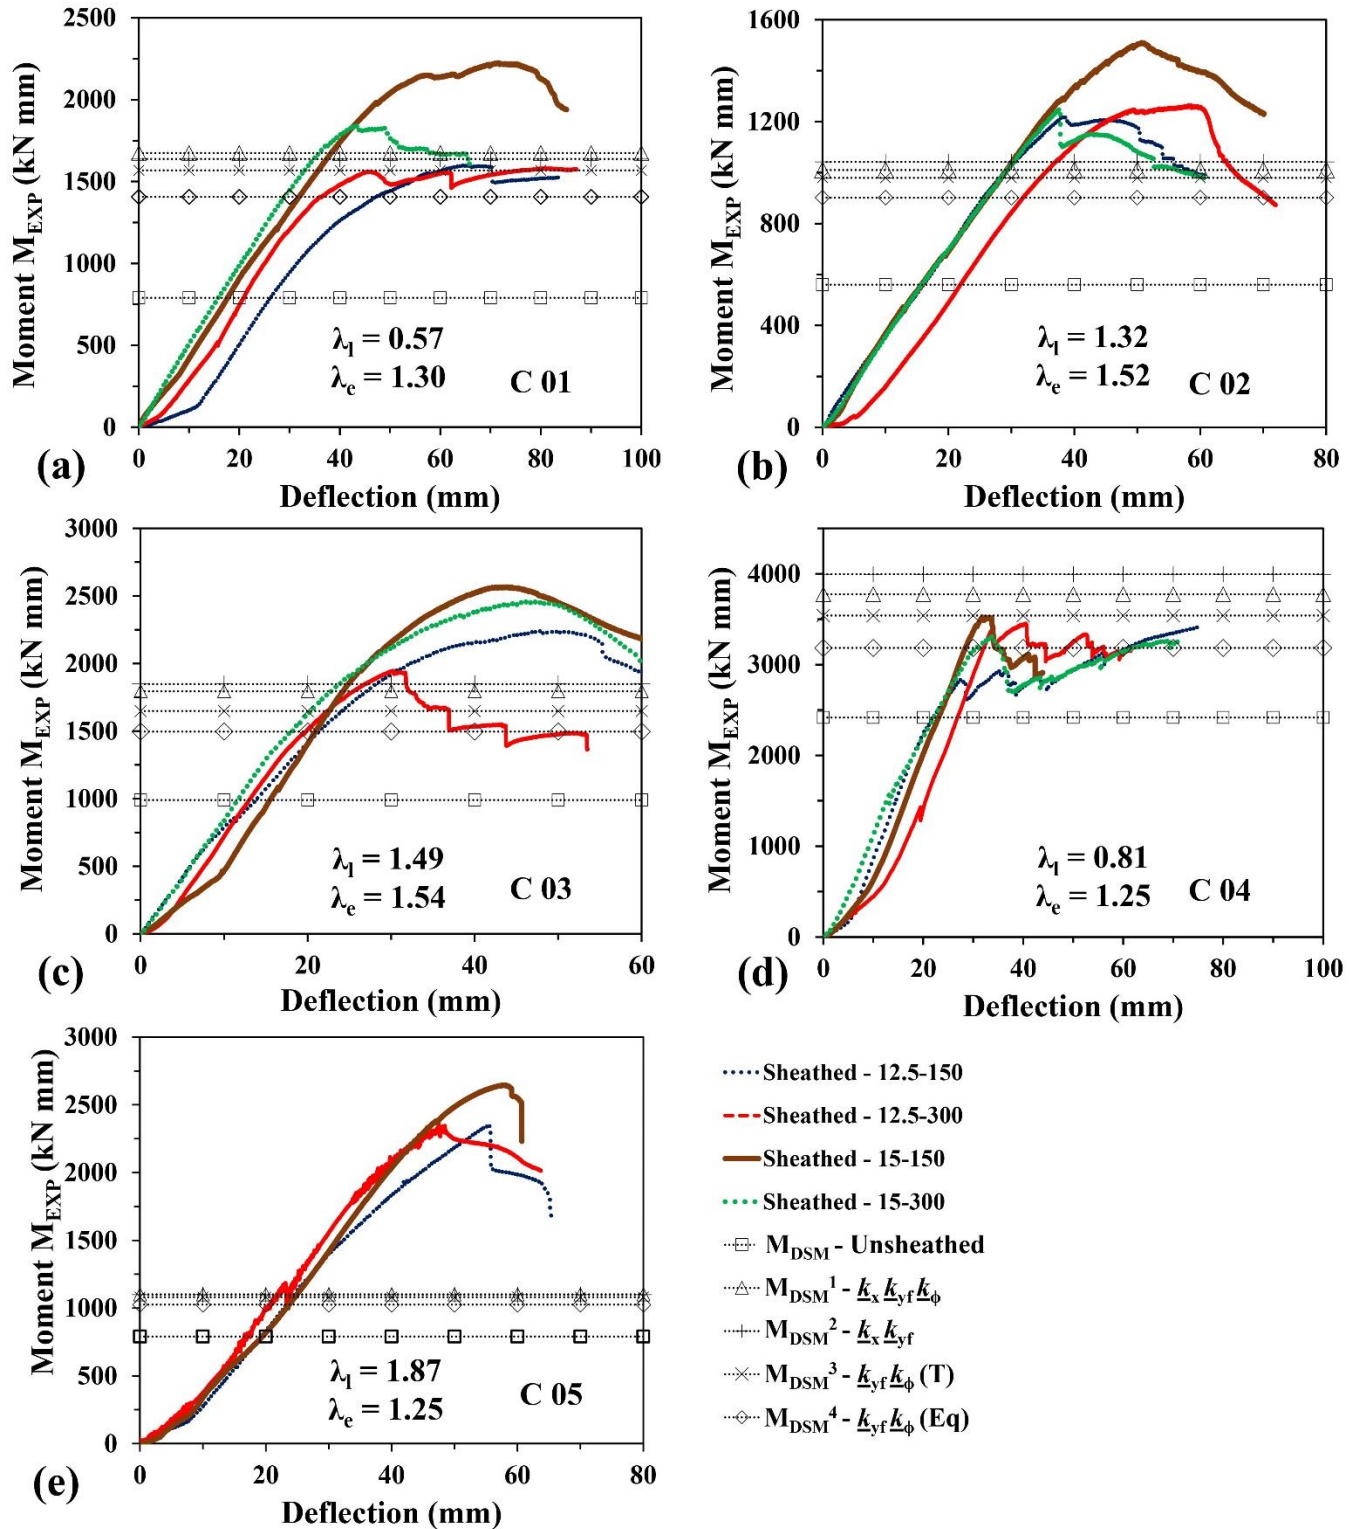 2500
2000
1500
1000
500
0
0 20 40 60 80 100
Moment M_EXP (kN mm)
Deflection (mm)
λ_l = 0.57
λ_e = 1.30
C 01
(a)
1600
1200
800
400
0
0 20 40 60 80
Moment M_EXP (kN mm)
Deflection (mm)
λ_l = 1.32
λ_e = 1.52
C 02
(b)
3000
2500
2000
1500
1000
500
0
0 20 40 60
Moment M_EXP (kN mm)
Deflection (mm)
λ_l = 1.49
λ_e = 1.54
C 03
(c)
4000
3000
2000
1000
0
0 20 40 60 80 100
Moment M_EXP (kN mm)
Deflection (mm)
λ_l = 0.81
λ_e = 1.25
C 04
(d)
3000
2500
2000
1500
1000
500
0
0 20 40 60 80
Moment M_EXP (kN mm)
Deflection (mm)
λ_l = 1.87
λ_e = 1.25
C 05
(e)
Sheathed - 12.5-150
Sheathed - 12.5-300
Sheathed - 15-150
Sheathed - 15-300
M_DSM - Unsheathed
M_DSM^1 - k_x k_yf k_ϕ
M_DSM^2 - k_x k_yf
M_DSM^3 - k_yf k_ϕ (T)
M_DSM^4 - k_yf k_ϕ (Eq)